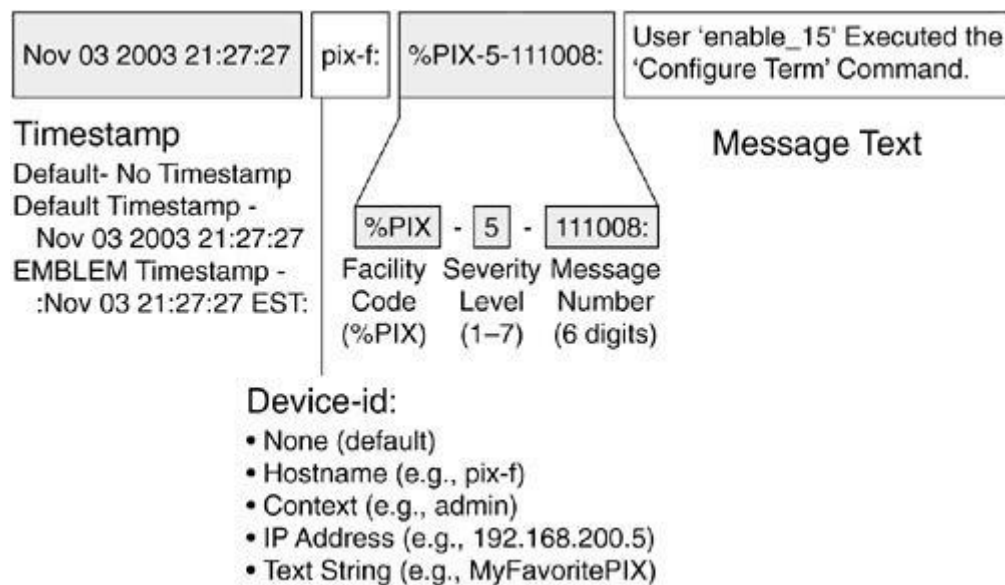 Nov 03 2003 21:27:27
pix-f:
%PIX-5-111008:
User ‘enable_15' Executed the
‘Configure Term’ Command.
Timestamp
Default- No Timestamp
Default Timestamp -
Nov 03 2003 21:27:27
EMBLEM Timestamp -
:Nov 03 21:27:27 EST:
Message Text
%PIX - 5 - 111008:
Facility Severity Message
Code Level Number
(%PIX) (1–7) (6 digits)
Device-id:
• None (default)
• Hostname (e.g., pix-f)
• Context (e.g., admin)
• IP Address (e.g., 192.168.200.5)
• Text String (e.g., MyFavoritePIX)